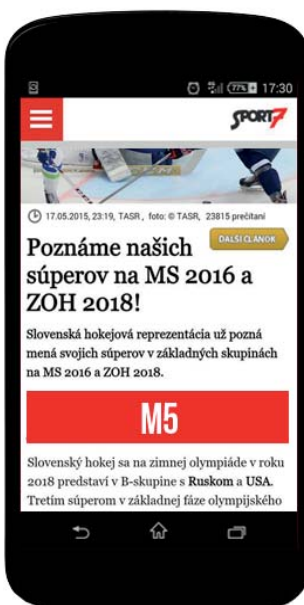 77% 17:30
SPORT7
17.05.2015, 23:19, TASR, foto: © TASR, 23815 prečítaní
ĎALŠÍ ČLÁNOK
Poznáme našich
súperov na MS 2016 a
ZOH 2018!
Slovenská hokejová reprezentácia už pozná
mená svojich súperov v základných skupinách
na MS 2016 a ZOH 2018.
M5
Slovenský hokej sa na zimnej olympiáde v roku
2018 predstaví v B-skupine s Ruskom a USA.
Tretím súperom v základnej fáze olympijského